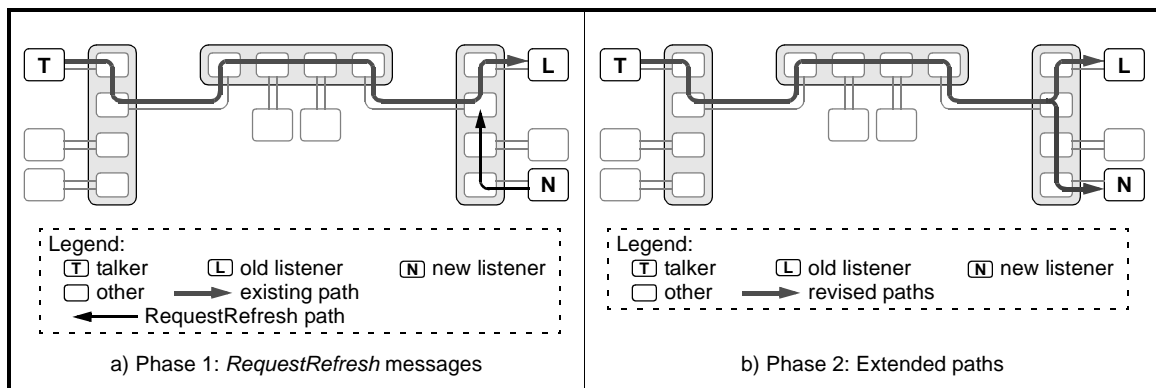 T
L
N
Legend:
T talker L old listener N new listener
other existing path
RequestRefresh path
a) Phase 1: RequestRefresh messages
T
L
N
Legend:
T talker L old listener N new listener
other revised paths
b) Phase 2: Extended paths